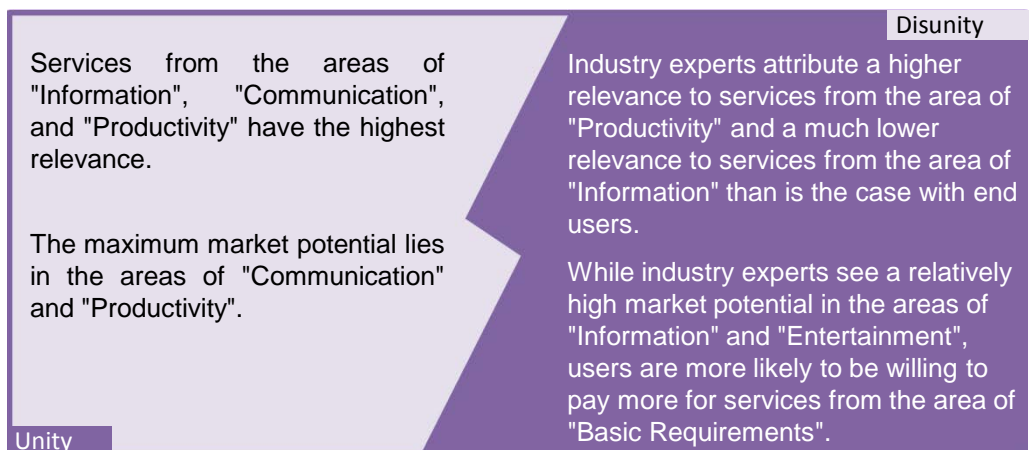 Services from the areas of
"Information", "Communication",
and "Productivity" have the highest
relevance.
The maximum market potential lies
in the areas of "Communication"
and "Productivity".
Unity
Disunity
Industry experts attribute a higher
relevance to services from the area of
"Productivity" and a much lower
relevance to services from the area of
"Information" than is the case with end
users.
While industry experts see a relatively
high market potential in the areas of
"Information" and "Entertainment",
users are more likely to be willing to
pay more for services from the area of
"Basic Requirements".